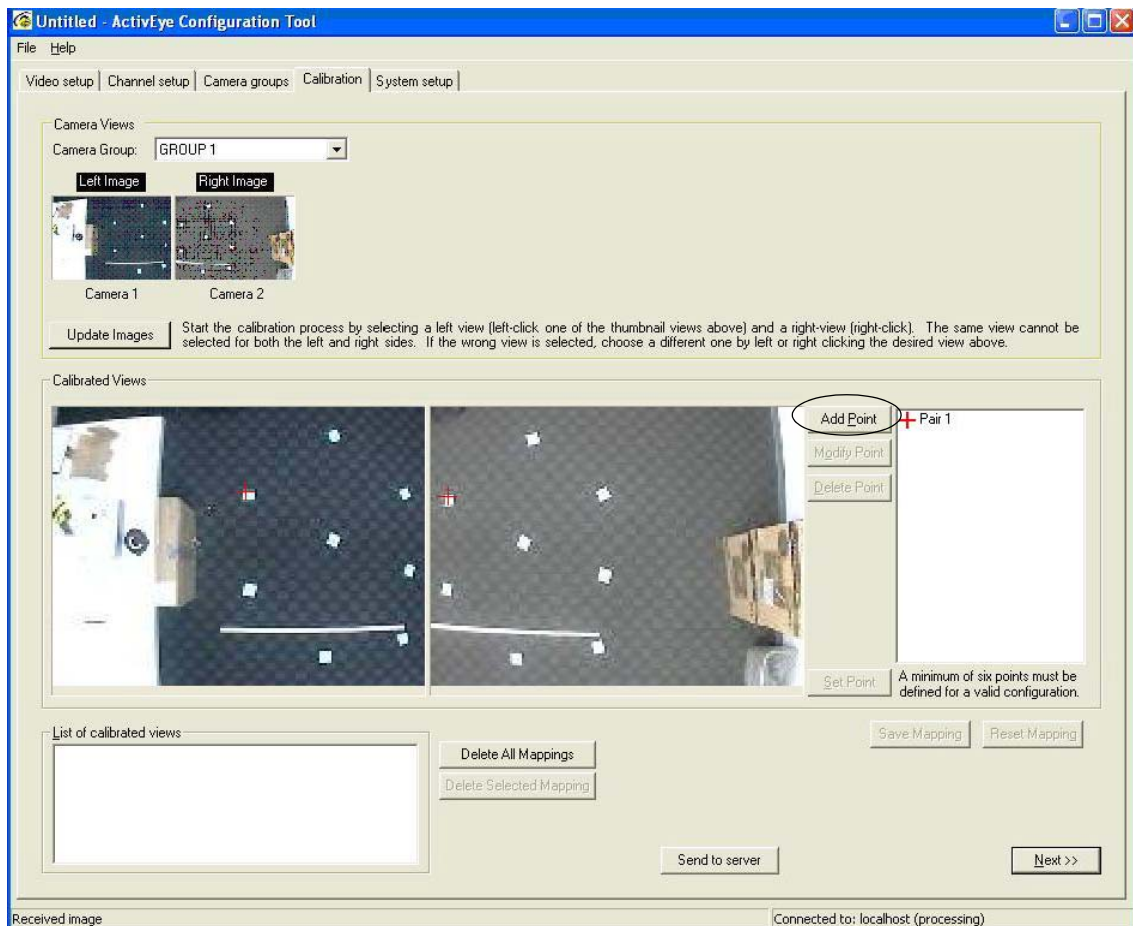 Untitled - ActivEye Configuration Tool
File Help
Video setup Channel setup Camera groups Calibration System setup
Camera Views
Camera Group: GROUP 1
Left Image Right Image
Camera 1 Camera 2
Update Images
Start the calibration process by selecting a left view (left-click one of the thumbnail views above) and a right-view (right-click). The same view cannot be
selected for both the left and right sides. If the wrong view is selected, choose a different one by left or right clicking the desired view above.
Calibrated Views
Add Point
Pair 1
Modify Point
Delete Point
Set Point
A minimum of six points must be
defined for a valid configuration.
Save Mapping Reset Mapping
List of calibrated views
Delete All Mappings
Delete Selected Mapping
Send to server
Next >>
Received image
Connected to: localhost (processing)